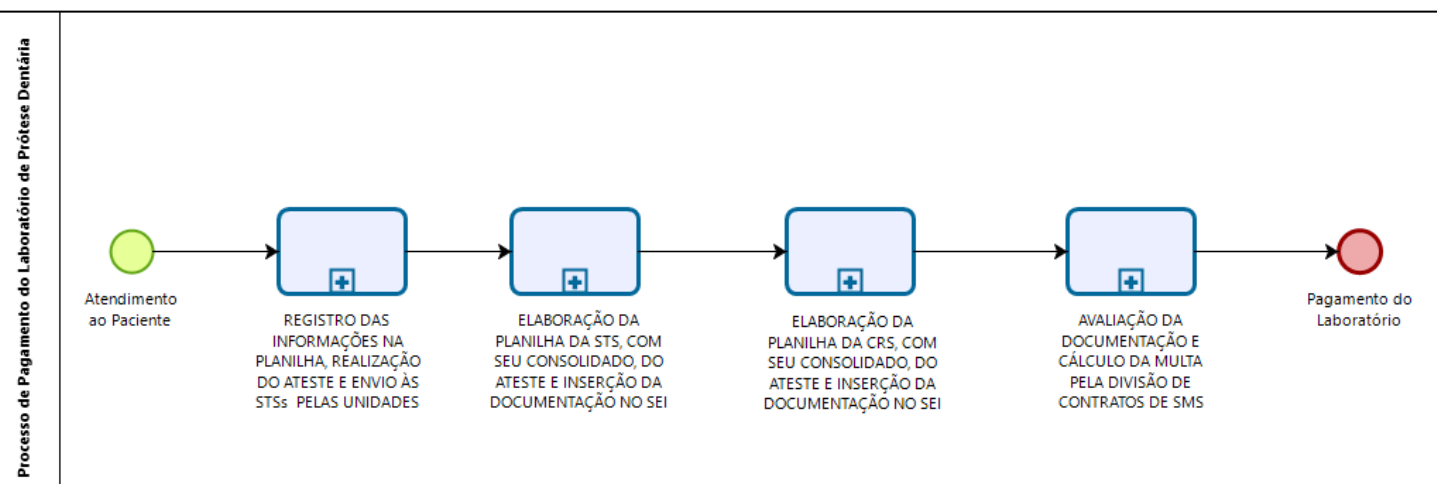 Processo de Pagamento do Laboratório de Prótese Dentária
Atendimento
ao Paciente
REGISTRO DAS
INFORMAÇÕES NA
PLANILHA, REALIZAÇÃO
DO ATESTE E ENVIO ÀS
STSs PELAS UNIDADES
ELABORAÇÃO DA
PLANILHA DA STS, COM
SEU CONSOLIDADO, DO
ATESTE E INSERÇÃO DA
DOCUMENTAÇÃO NO SEI
ELABORAÇÃO DA
PLANILHA DA CRS, COM
SEU CONSOLIDADO, DO
ATESTE E INSERÇÃO DA
DOCUMENTAÇÃO NO SEI
AVALIAÇÃO DA
DOCUMENTAÇÃO E
CÁLCULO DA MULTA
PELA DIVISÃO DE
CONTRATOS DE SMS
Pagamento do
Laboratório